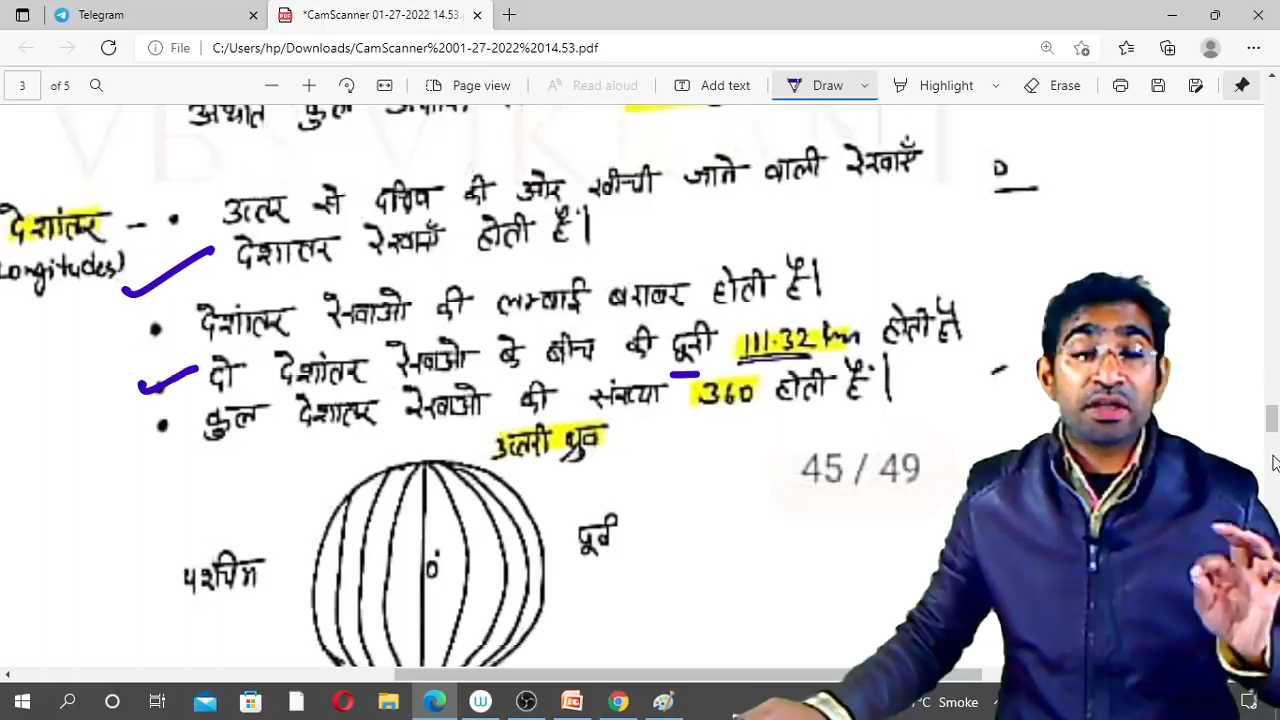 Telegram
*CamScanner 01-27-2022 14.53.
File C:/Users/hp/Downloads/CamScanner%2001-27-2022%2014.53.pdf
3 of 5 Page view Read aloud Add text Draw Highlight Erase
अर्थात कुल
देशांतर - • उत्तर से दक्षिण की ओर खीची जाने वाली रेखाएँ D
(Longitudes) देशान्तर रेखाएँ होती हैं|
• देशांतर रेखाओ की लम्बाई बराबर होती है|
• दो देशांतर रेखाओ के बीच की दूरी 111.32 km होती है
• कुल देशान्तर रेखाओ की संख्या 360 होती है|
उत्तरी ध्रुव
45 / 49
पूर्व
पश्चिम
0°
°C Smoke